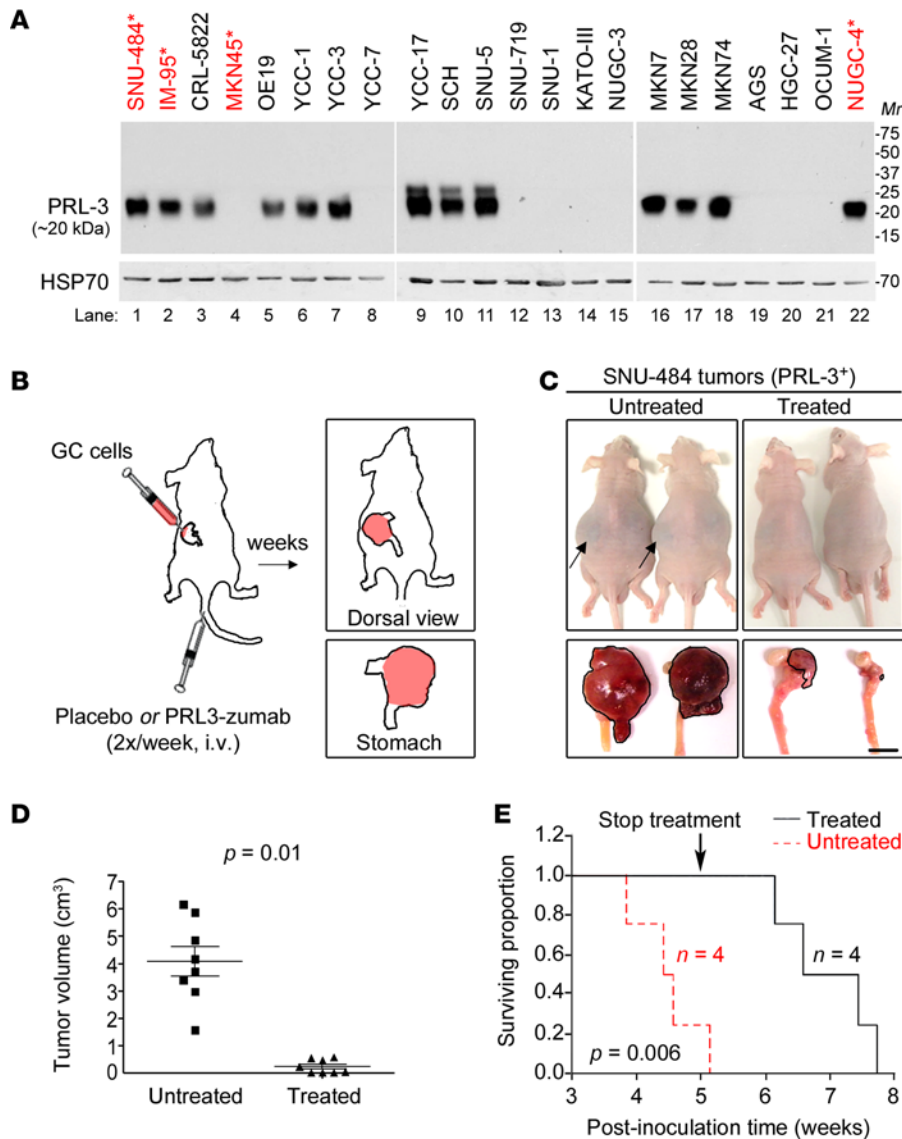 A
SNU-484*
IM-95*
CRL-5822
MKN45*
OE19
YCC-1
YCC-3
YCC-7
YCC-17
SCH
SNU-5
SNU-719
SNU-1
KATO-III
NUGC-3
MKN7
MKN28
MKN74
AGS
HGC-27
OCUM-1
NUGC-4*
Mr
-75
-50
-37
-25
-20
-15
PRL-3
(~20 kDa)
HSP70
-70
Lane: 1 2 3 4 5 6 7 8 9 10 11 12 13 14 15 16 17 18 19 20 21 22
B
GC cells
weeks
Dorsal view
Placebo or PRL3-zumab
(2x/week, i.v.)
Stomach
C
SNU-484 tumors (PRL-3⁺)
Untreated Treated
D
p = 0.01
Tumor volume (cm³)
7
6
5
4
3
2
1
0
Untreated Treated
E
Stop treatment
Treated
Untreated
Surviving proportion
1.2
1.0
0.8
0.6
0.4
0.2
0.0
n = 4
n = 4
p = 0.006
3 4 5 6 7 8
Post-inoculation time (weeks)